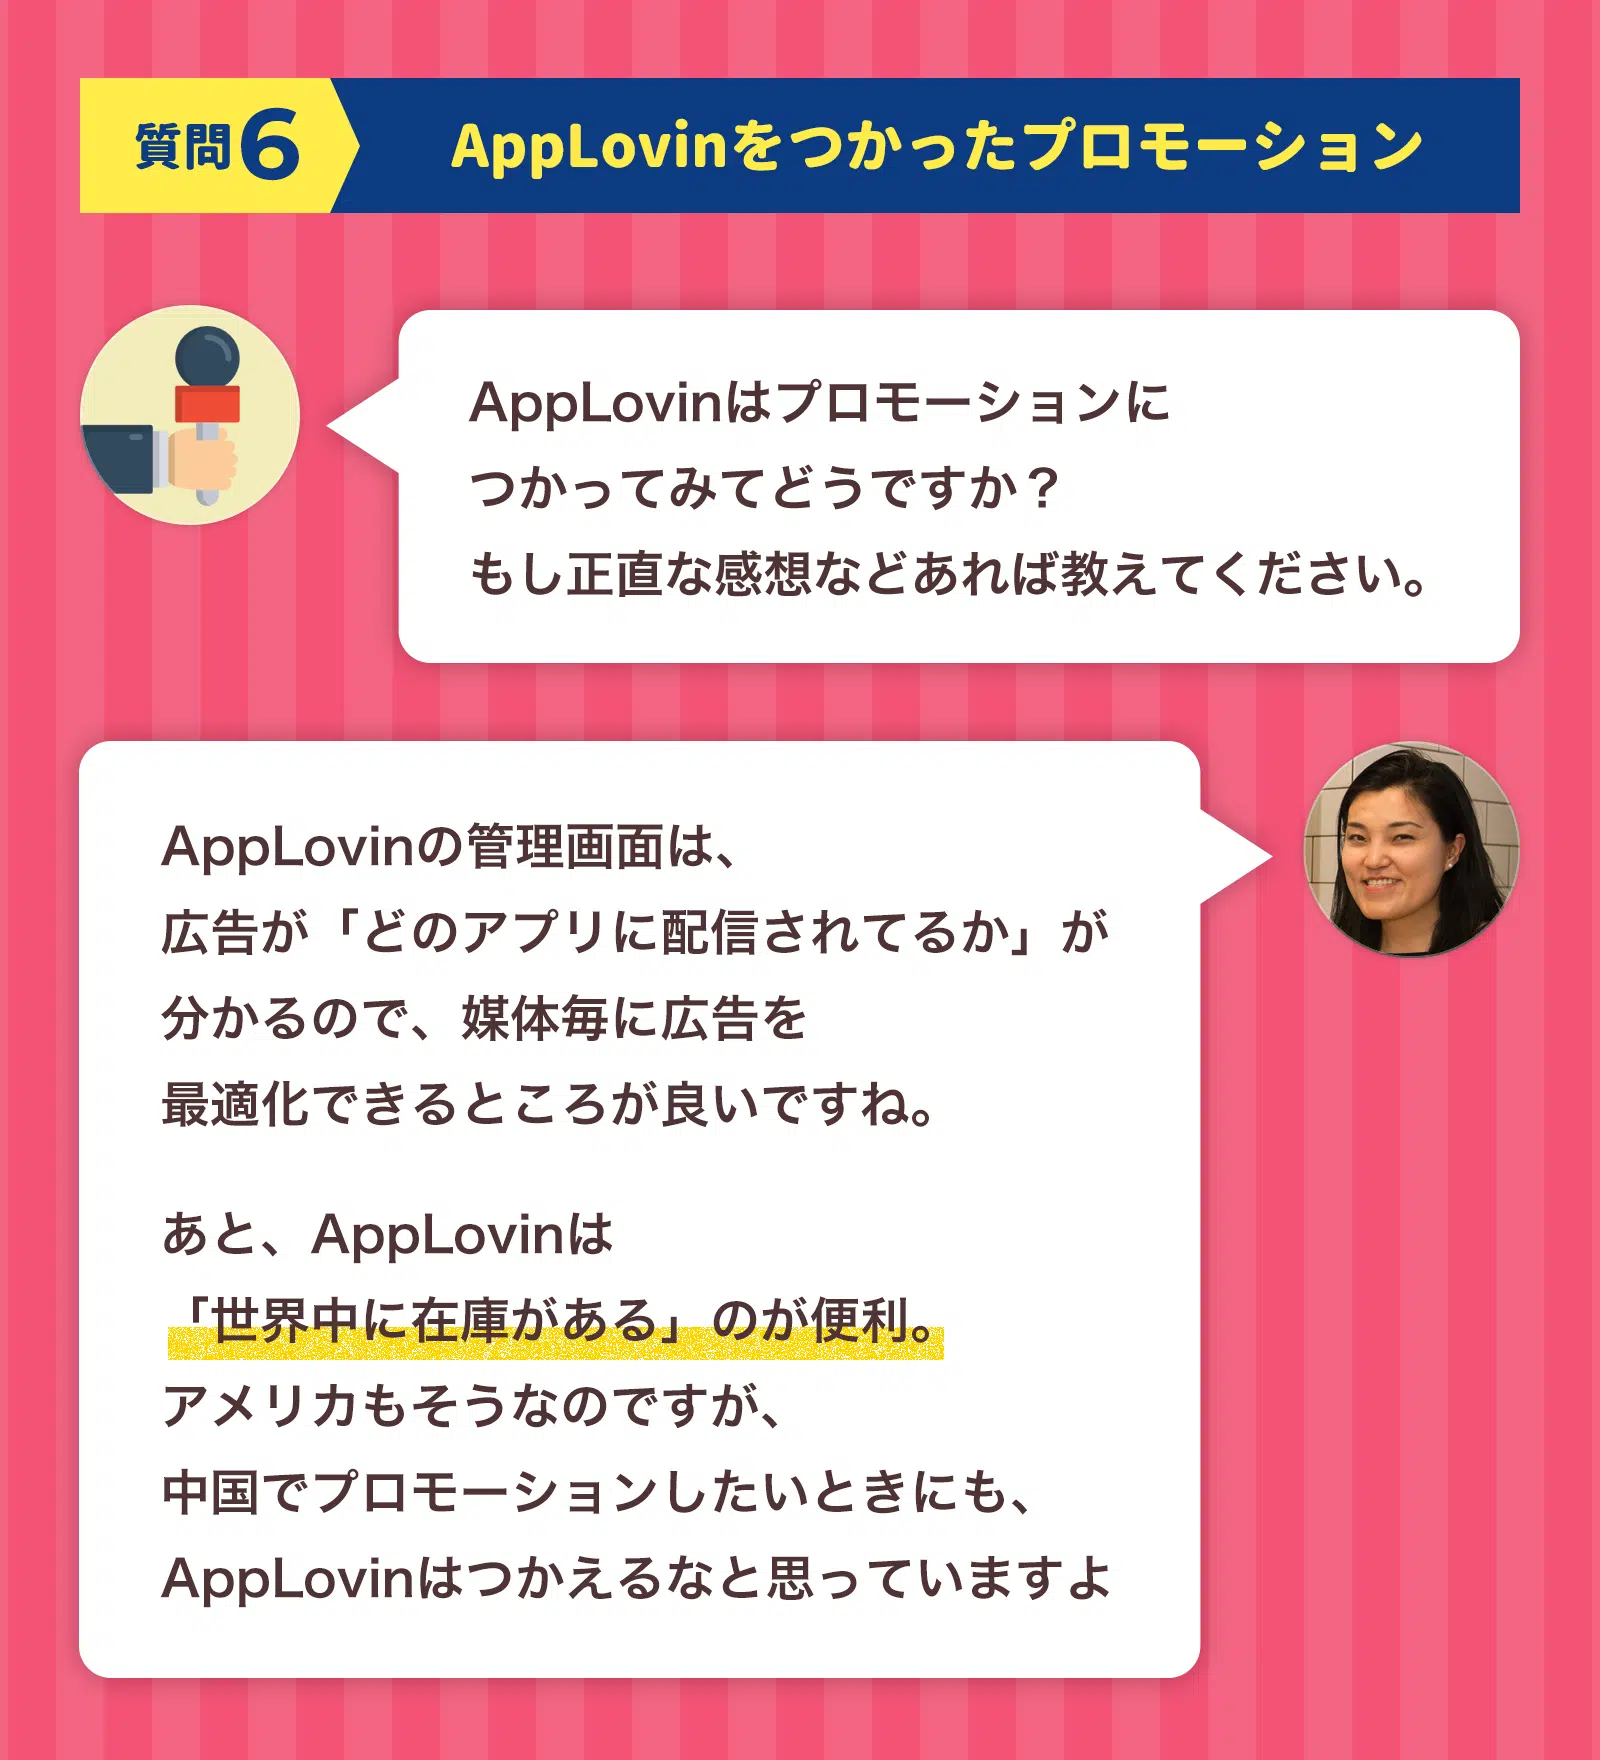 質問6
AppLovinをつかったプロモーション
AppLovinはプロモーションに
つかってみてどうですか？
もし正直な感想などあれば教えてください。
AppLovinの管理画面は、
広告が「どのアプリに配信されてるか」が
分かるので、媒体毎に広告を
最適化できるところが良いですね。
あと、AppLovinは
「世界中に在庫がある」のが便利。
アメリカもそうなのですが、
中国でプロモーションしたいときにも、
AppLovinはつかえるなと思っていますよ